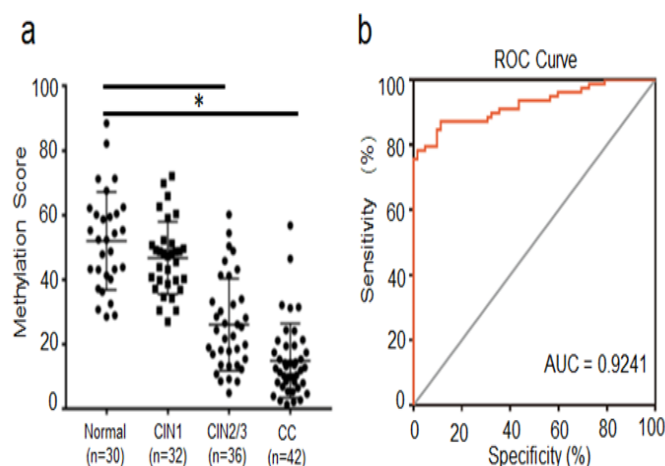 a
100
80
60
40
20
0
Methylation Score
*
Normal CIN1 CIN2/3 CC
(n=30) (n=32) (n=36) (n=42)
b
ROC Curve
100
80
60
40
20
0
Sensitivity (%)
AUC = 0.9241
0 20 40 60 80 100
Specificity (%)